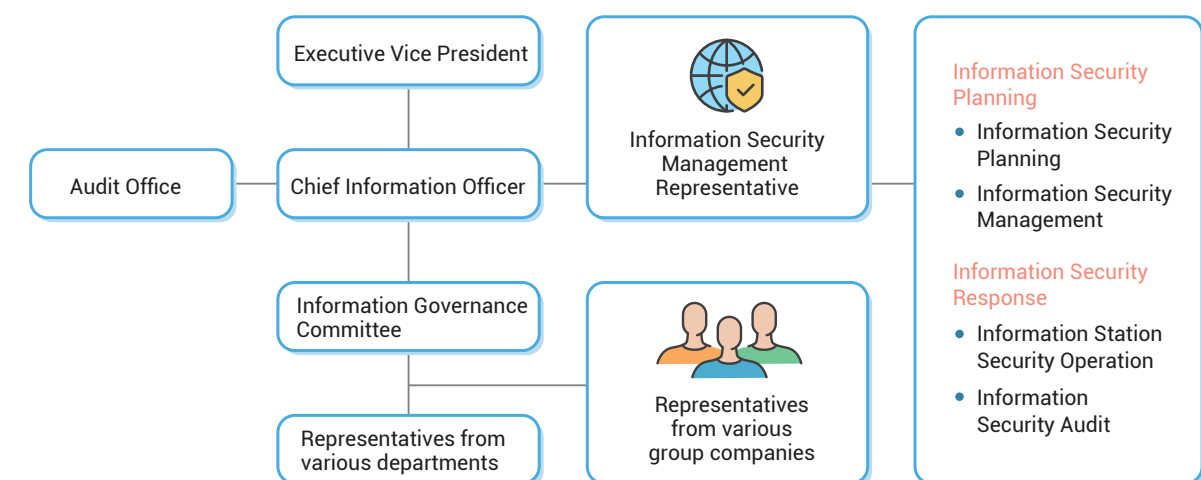 Executive Vice President
Audit Office
Chief Information Officer
Information Security
Management
Representative
Information Governance
Committee
Representatives from
various departments
Representatives
from various
group companies
Information Security
Planning
Information Security
Planning
Information Security
Management
Information Security
Response
Information Station
Security Operation
Information
Security Audit